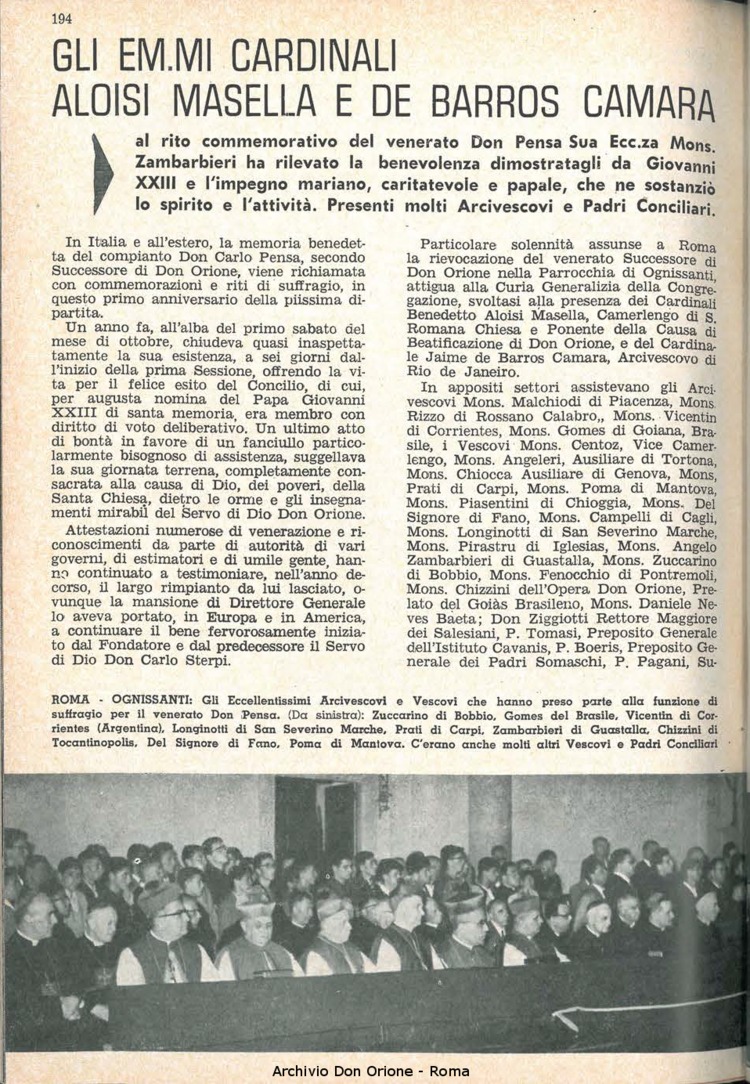 194
GLI EM.MI CARDINALI
ALOISI MASELLA E DE BARROS CAMARA
al rito commemorativo del venerato Don Pensa Sua Ecc.za Mons.
Zambarbieri ha rilevato la benevolenza dimostratagli da Giovanni
XXIII e l'impegno mariano, caritatevole e papale, che ne sostanziò
lo spirito e l'attività. Presenti molti Arcivescovi e Padri Conciliari.
In Italia e all'estero, la memoria benedet-
ta del compianto Don Carlo Pensa, secondo
Successore di Don Orione, viene richiamata
con commemorazioni e riti di suffragio, in
questo primo anniversario della piissima di-
partita.
Un anno fa, all'alba del primo sabato del
mese di ottobre, chiudeva quasi inaspetta-
tamente la sua esistenza, a sei giorni dal-
l'inizio della prima Sessione, offrendo la vi-
ta per il felice esito del Concilio, di cui,
per augusta nomina del Papa Giovanni
XXIII di santa memoria, era membro con
diritto di voto deliberativo. Un ultimo atto
di bontà in favore di un fanciullo partico-
larmente bisognoso di assistenza, suggellava
la sua giornata terrena, completamente con-
sacrata alla causa di Dio, dei poveri, della
Santa Chiesa, dietro le orme e gli insegna-
menti mirabil del Servo di Dio Don Orione.
Attestazioni numerose di venerazione e ri-
conoscimenti da parte di autorità di vari
governi, di estimatori e di umile gente, han-
no continuato a testimoniare, nell'anno de-
corso, il largo rimpianto da lui lasciato, o-
vunque la mansione di Direttore Generale
lo aveva portato, in Europa e in America,
a continuare il bene fervorosamente inizia-
to dal Fondatore e dal predecessore il Servo
di Dio Don Carlo Sterpi.
Particolare solennità assunse a Roma
la rievocazione del venerato Successore di
Don Orione nella Parrocchia di Ognissanti,
attigua alla Curia Generalizia della Congre-
gazione, svoltasi alla presenza dei Cardinali
Benedetto Aloisi Masella, Camerlengo di S.
Romana Chiesa e Ponente della Causa di
Beatificazione di Don Orione, e del Cardina-
le Jaime de Barros Camara, Arcivescovo di
Rio de Janeiro.
In appositi settori assistevano gli Arci-
vescovi Mons. Malchiodi di Piacenza, Mons.
Rizzo di Rossano Calabro,, Mons. Vicentin
di Corrientes, Mons. Gomes di Goiana, Bra-
sile, i Vescovi Mons. Centoz, Vice Camer-
lengo, Mons. Angeleri, Ausiliare di Tortona,
Mons. Chiocca Ausiliare di Genova, Mons,
Prati di Carpi, Mons. Poma di Mantova,
Mons. Piasentini di Chioggia, Mons. Del
Signore di Fano, Mons. Campelli di Cagli,
Mons. Longinotti di San Severino Marche,
Mons. Pirastru di Iglesias, Mons. Angelo
Zambarbieri di Guastalla, Mons. Zuccarino
di Bobbio, Mons. Fenocchio di Pontremoli,
Mons. Chizzini dell'Opera Don Orione, Pre-
lato del Goiàs Brasileno, Mons. Daniele Ne-
ves Baeta; Don Ziggiotti Rettore Maggiore
dei Salesiani, P. Tomasi, Preposito Generale
dell'Istituto Cavanis, P. Boeris, Preposito Ge-
nerale dei Padri Somaschi, P. Pagani, Su-
ROMA - OGNISSANTI: Gli Eccellentissimi Arcivescovi e Vescovi che hanno preso parte alla funzione di
suffragio per il venerato Don Pensa. (Da sinistra): Zuccarino di Bobbio, Gomes del Brasile, Vicentin di Cor-
rientes (Argentina), Longinotti di San Severino Marche, Prati di Carpi, Zambarbieri di Guastalla, Chizzini di
Tocantinopolis, Del Signore di Fano, Poma di Mantova. C'erano anche molti altri Vescovi e Padri Conciliari
Archivio Don Orione - Roma